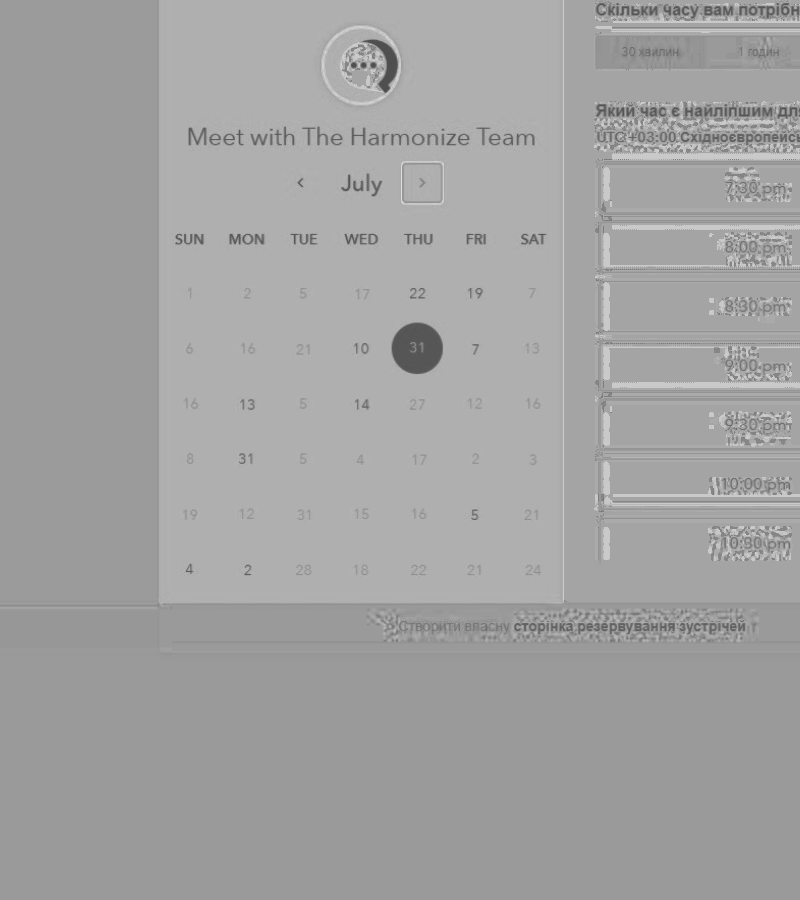 Meet with The Harmonize Team
July
SUN MON TUE WED THU FRI SAT
1 2 5 17 22 19 7
6 16 21 10 31 7 13
16 13 5 14 27 12 16
8 31 5 4 17 2 3
19 12 31 15 16 5 21
4 2 28 18 22 21 24
Скільки часу вам потрібн
30 хвилин 1 годин
Який час є найліпшим для
UTC +03:00 Східноєвропейсь
7:30 pm
8:00 pm
8:30 pm
9:00 pm
9:30 pm
10:00 pm
10:30 pm
Створити власну сторінка резервування зустрічей